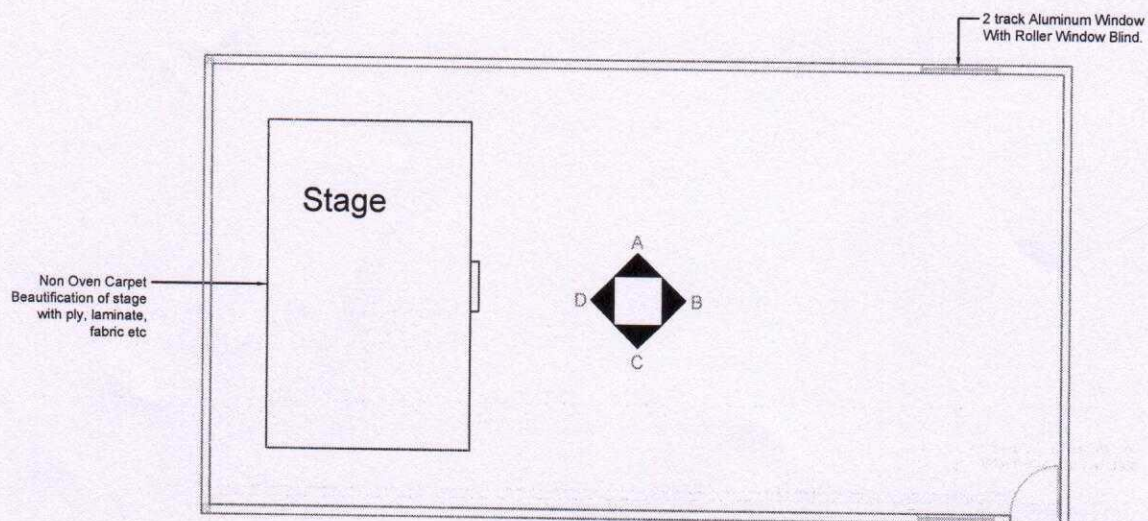 2 track Aluminum Window
With Roller Window Blind.
Stage
A
D
B
C
Non Oven Carpet
Beautification of stage
with ply, laminate,
fabric etc